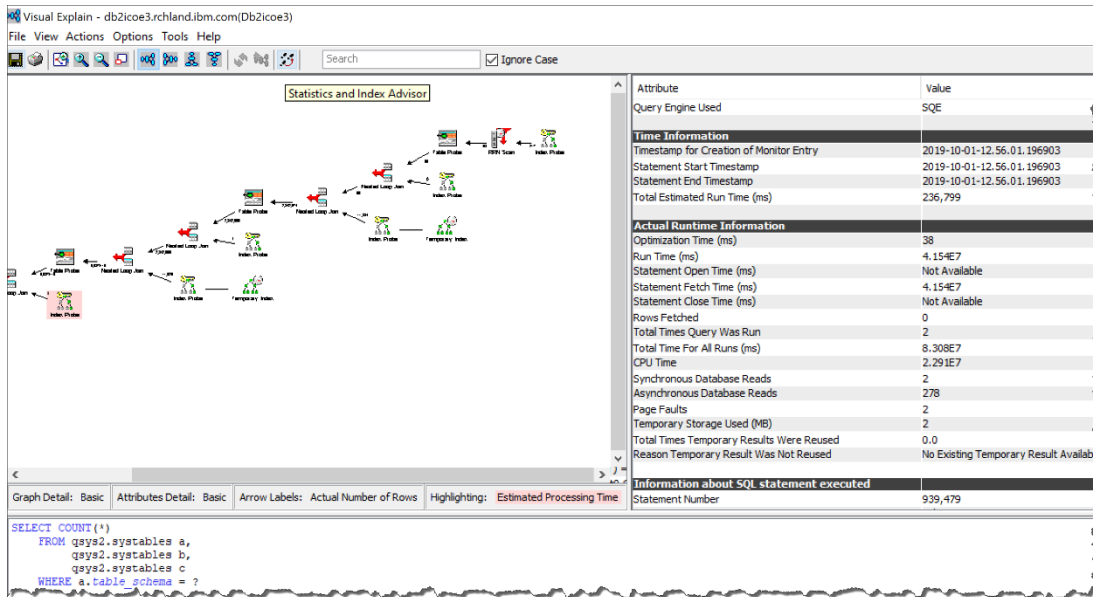 Visual Explain - db2icoe3.rchland.ibm.com(Db2icoe3)
File View Actions Options Tools Help
Search
Ignore Case
Statistics and Index Advisor
Table Probe
RRN Scan
Index Probe
Nested Loop Join
Index Probe
Table Probe
Nested Loop Join
Index Probe
Temporary Index
Nested Loop Join
Index Probe
Table Probe
Nested Loop Join
Index Probe
Temporary Index
Index Probe
Graph Detail: Basic
Attributes Detail: Basic
Arrow Labels: Actual Number of Rows
Highlighting: Estimated Processing Time
Attribute Value
Query Engine Used SQE
Time Information
Timestamp for Creation of Monitor Entry 2019-10-01-12.56.01.196903
Statement Start Timestamp 2019-10-01-12.56.01.196903
Statement End Timestamp 2019-10-01-12.56.01.196903
Total Estimated Run Time (ms) 236,799
Actual Runtime Information
Optimization Time (ms) 38
Run Time (ms) 4.154E7
Statement Open Time (ms) Not Available
Statement Fetch Time (ms) 4.154E7
Statement Close Time (ms) Not Available
Rows Fetched 0
Total Times Query Was Run 2
Total Time For All Runs (ms) 8.308E7
CPU Time 2.291E7
Synchronous Database Reads 2
Asynchronous Database Reads 278
Page Faults 2
Temporary Storage Used (MB) 2
Total Times Temporary Results Were Reused 0.0
Reason Temporary Result Was Not Reused No Existing Temporary Result Availab
Information about SQL statement executed
Statement Number 939,479
SELECT COUNT(*)
FROM qsys2.systables a,
qsys2.systables b,
qsys2.systables c
WHERE a.table_schema = ?